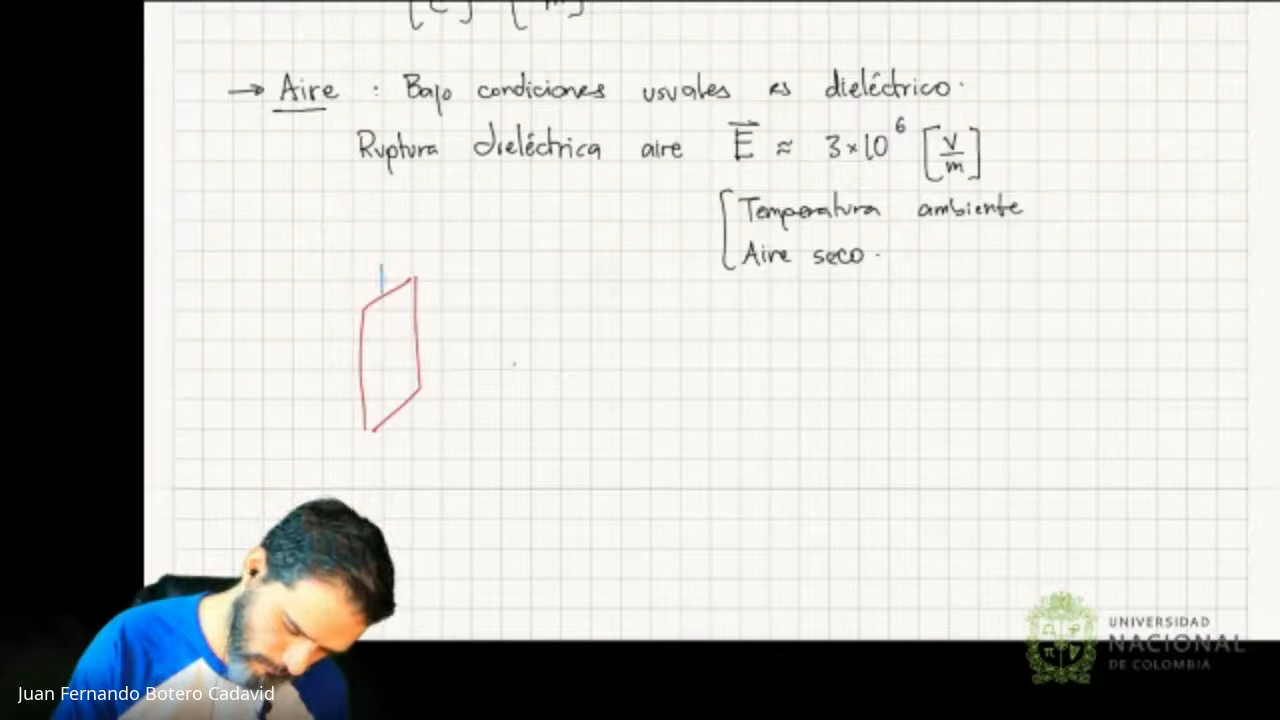 [C] [m]
→ Aire : Bajo condiciones usuales es dieléctrico.
Ruptura dieléctrica aire E ≈ 3×10⁶ [V/m]
Temperatura ambiente
Aire seco.
UNIVERSIDAD
NACIONAL
DE COLOMBIA
Juan Fernando Botero Cadavid